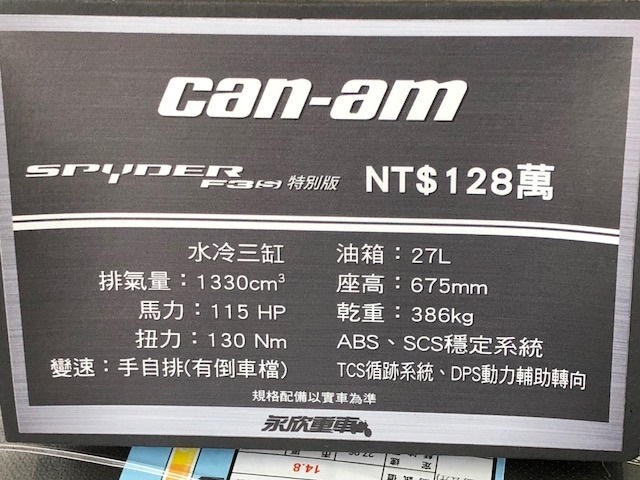 can-am
SPYDER F3 S 特別版 NT$128萬
水冷三缸
排氣量：1330cm³
馬力：115 HP
扭力：130 Nm
變速：手自排(有倒車檔)
油箱：27L
座高：675mm
乾重：386kg
ABS、SCS穩定系統
TCS循跡系統、DPS動力輔助轉向
規格配備以實車為準
永欣重車
14.8